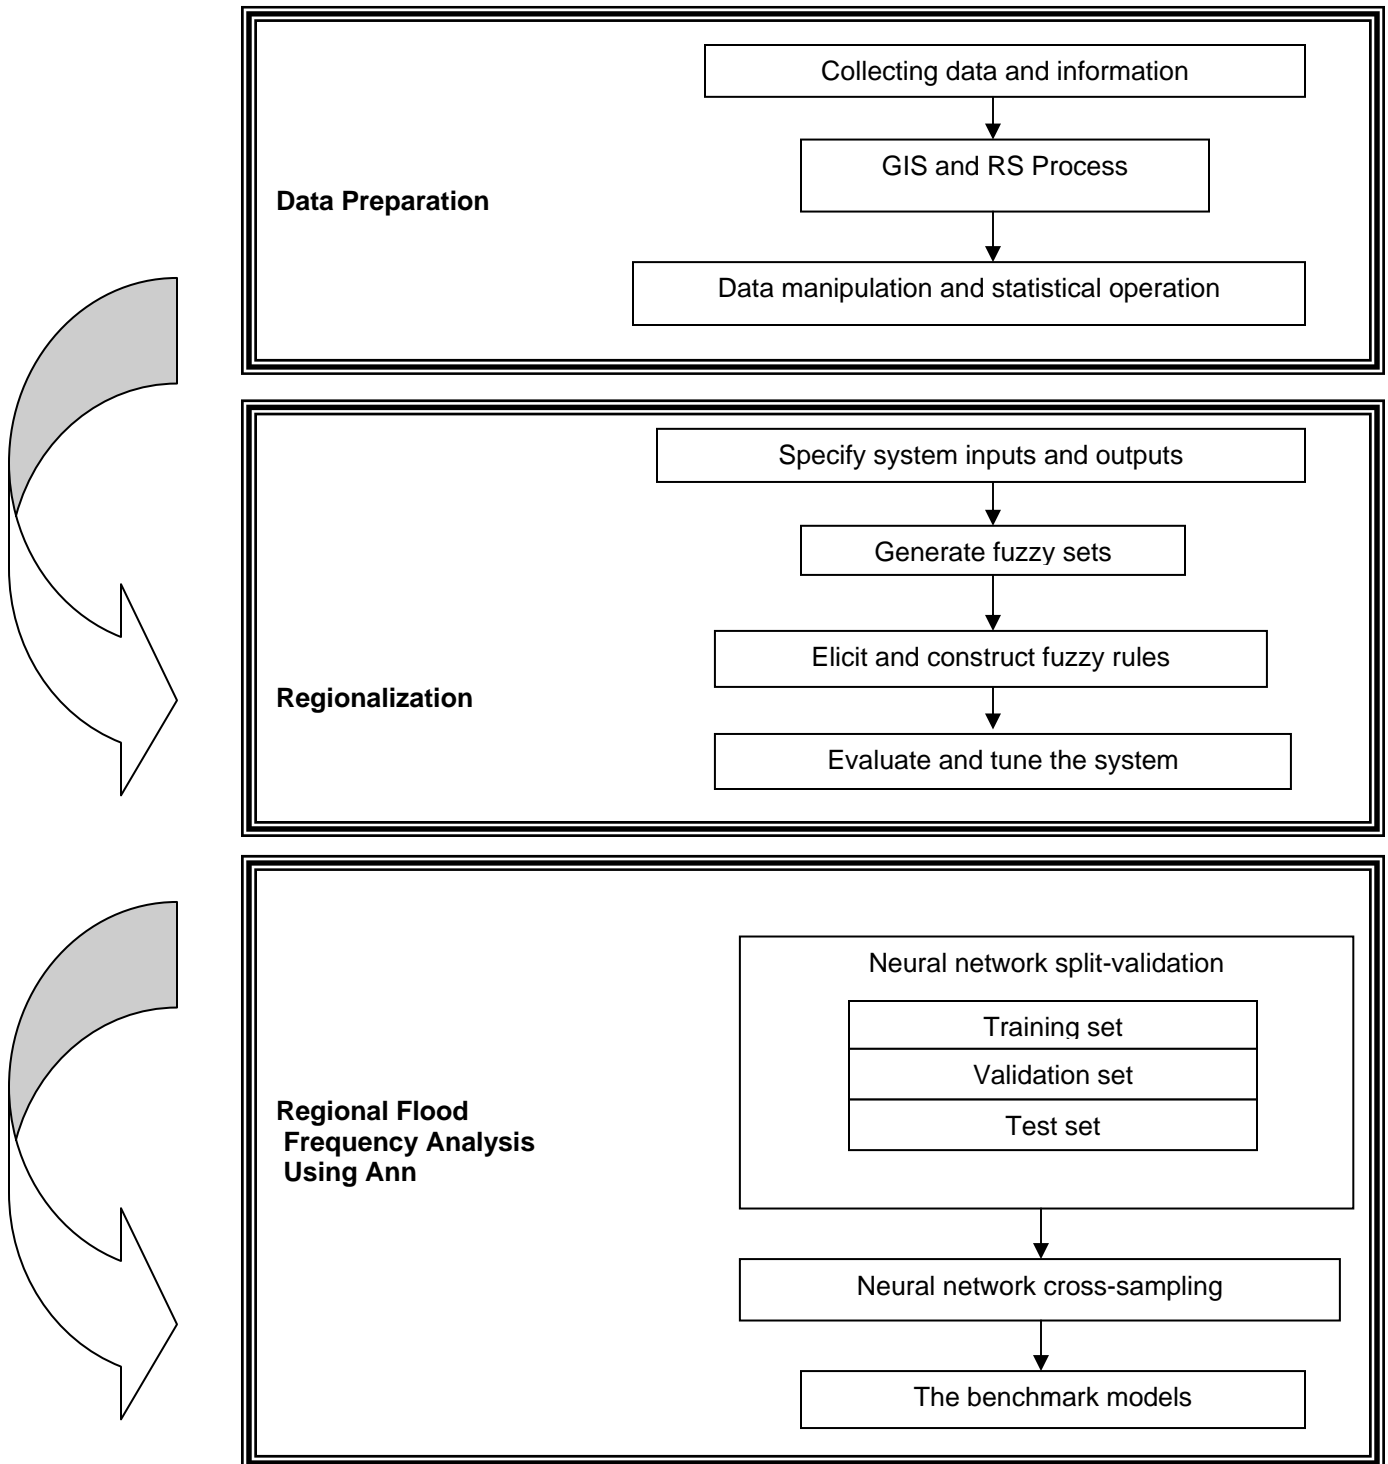 Collecting data and information
GIS and RS Process
Data Preparation
Data manipulation and statistical operation
Specify system inputs and outputs
Generate fuzzy sets
Elicit and construct fuzzy rules
Regionalization
Evaluate and tune the system
Neural network split-validation
Training set
Validation set
Test set
Regional Flood
Frequency Analysis
Using Ann
Neural network cross-sampling
The benchmark models